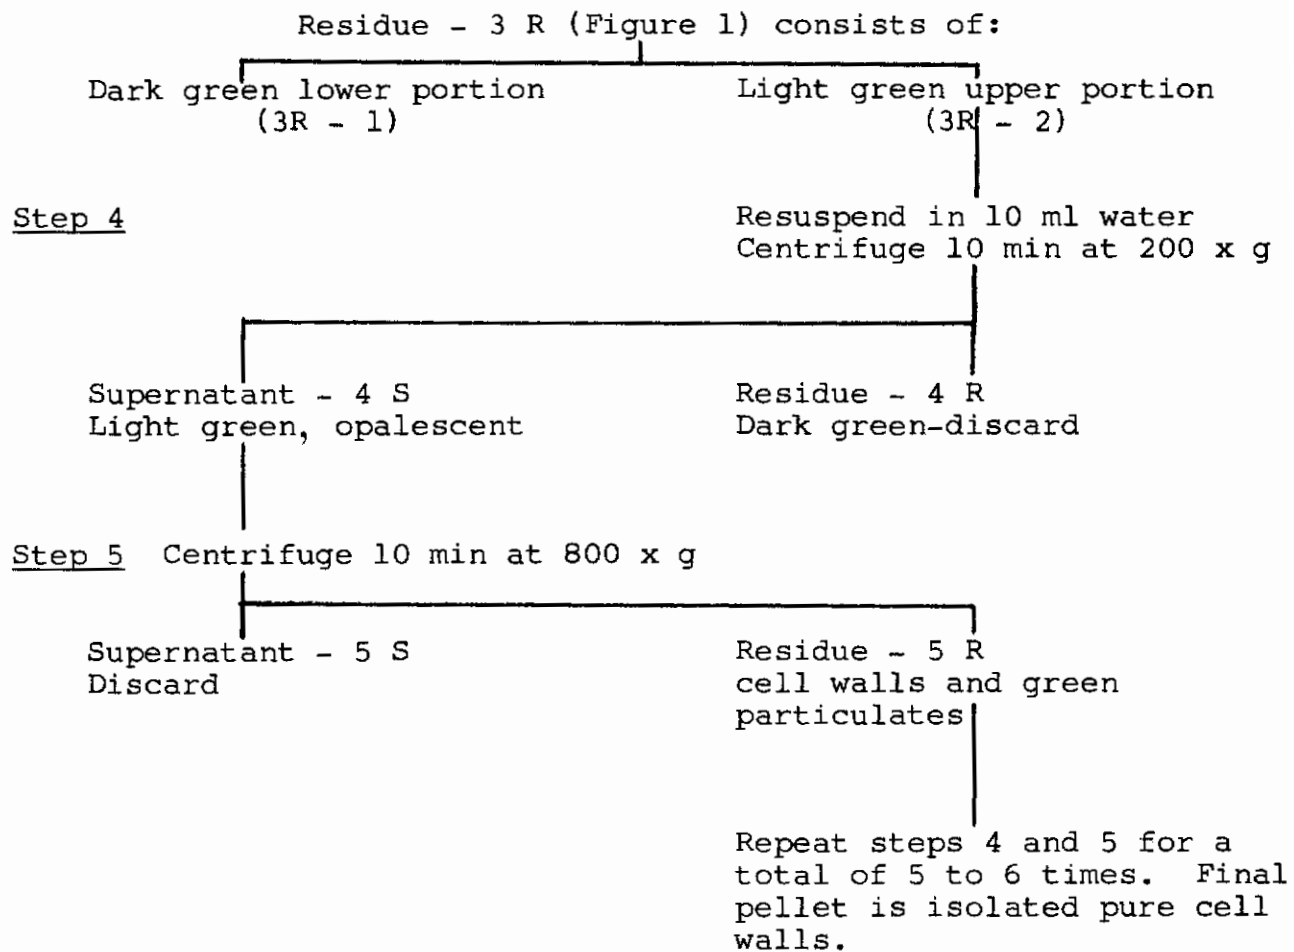 Residue - 3 R (Figure 1) consists of:
Dark green lower portion
(3R - 1)
Light green upper portion
(3R - 2)
Step 4
Resuspend in 10 ml water
Centrifuge 10 min at 200 x g
Supernatant - 4 S
Light green, opalescent
Residue - 4 R
Dark green-discard
Step 5 Centrifuge 10 min at 800 x g
Supernatant - 5 S
Discard
Residue - 5 R
cell walls and green
particulates
Repeat steps 4 and 5 for a
total of 5 to 6 times. Final
pellet is isolated pure cell
walls.